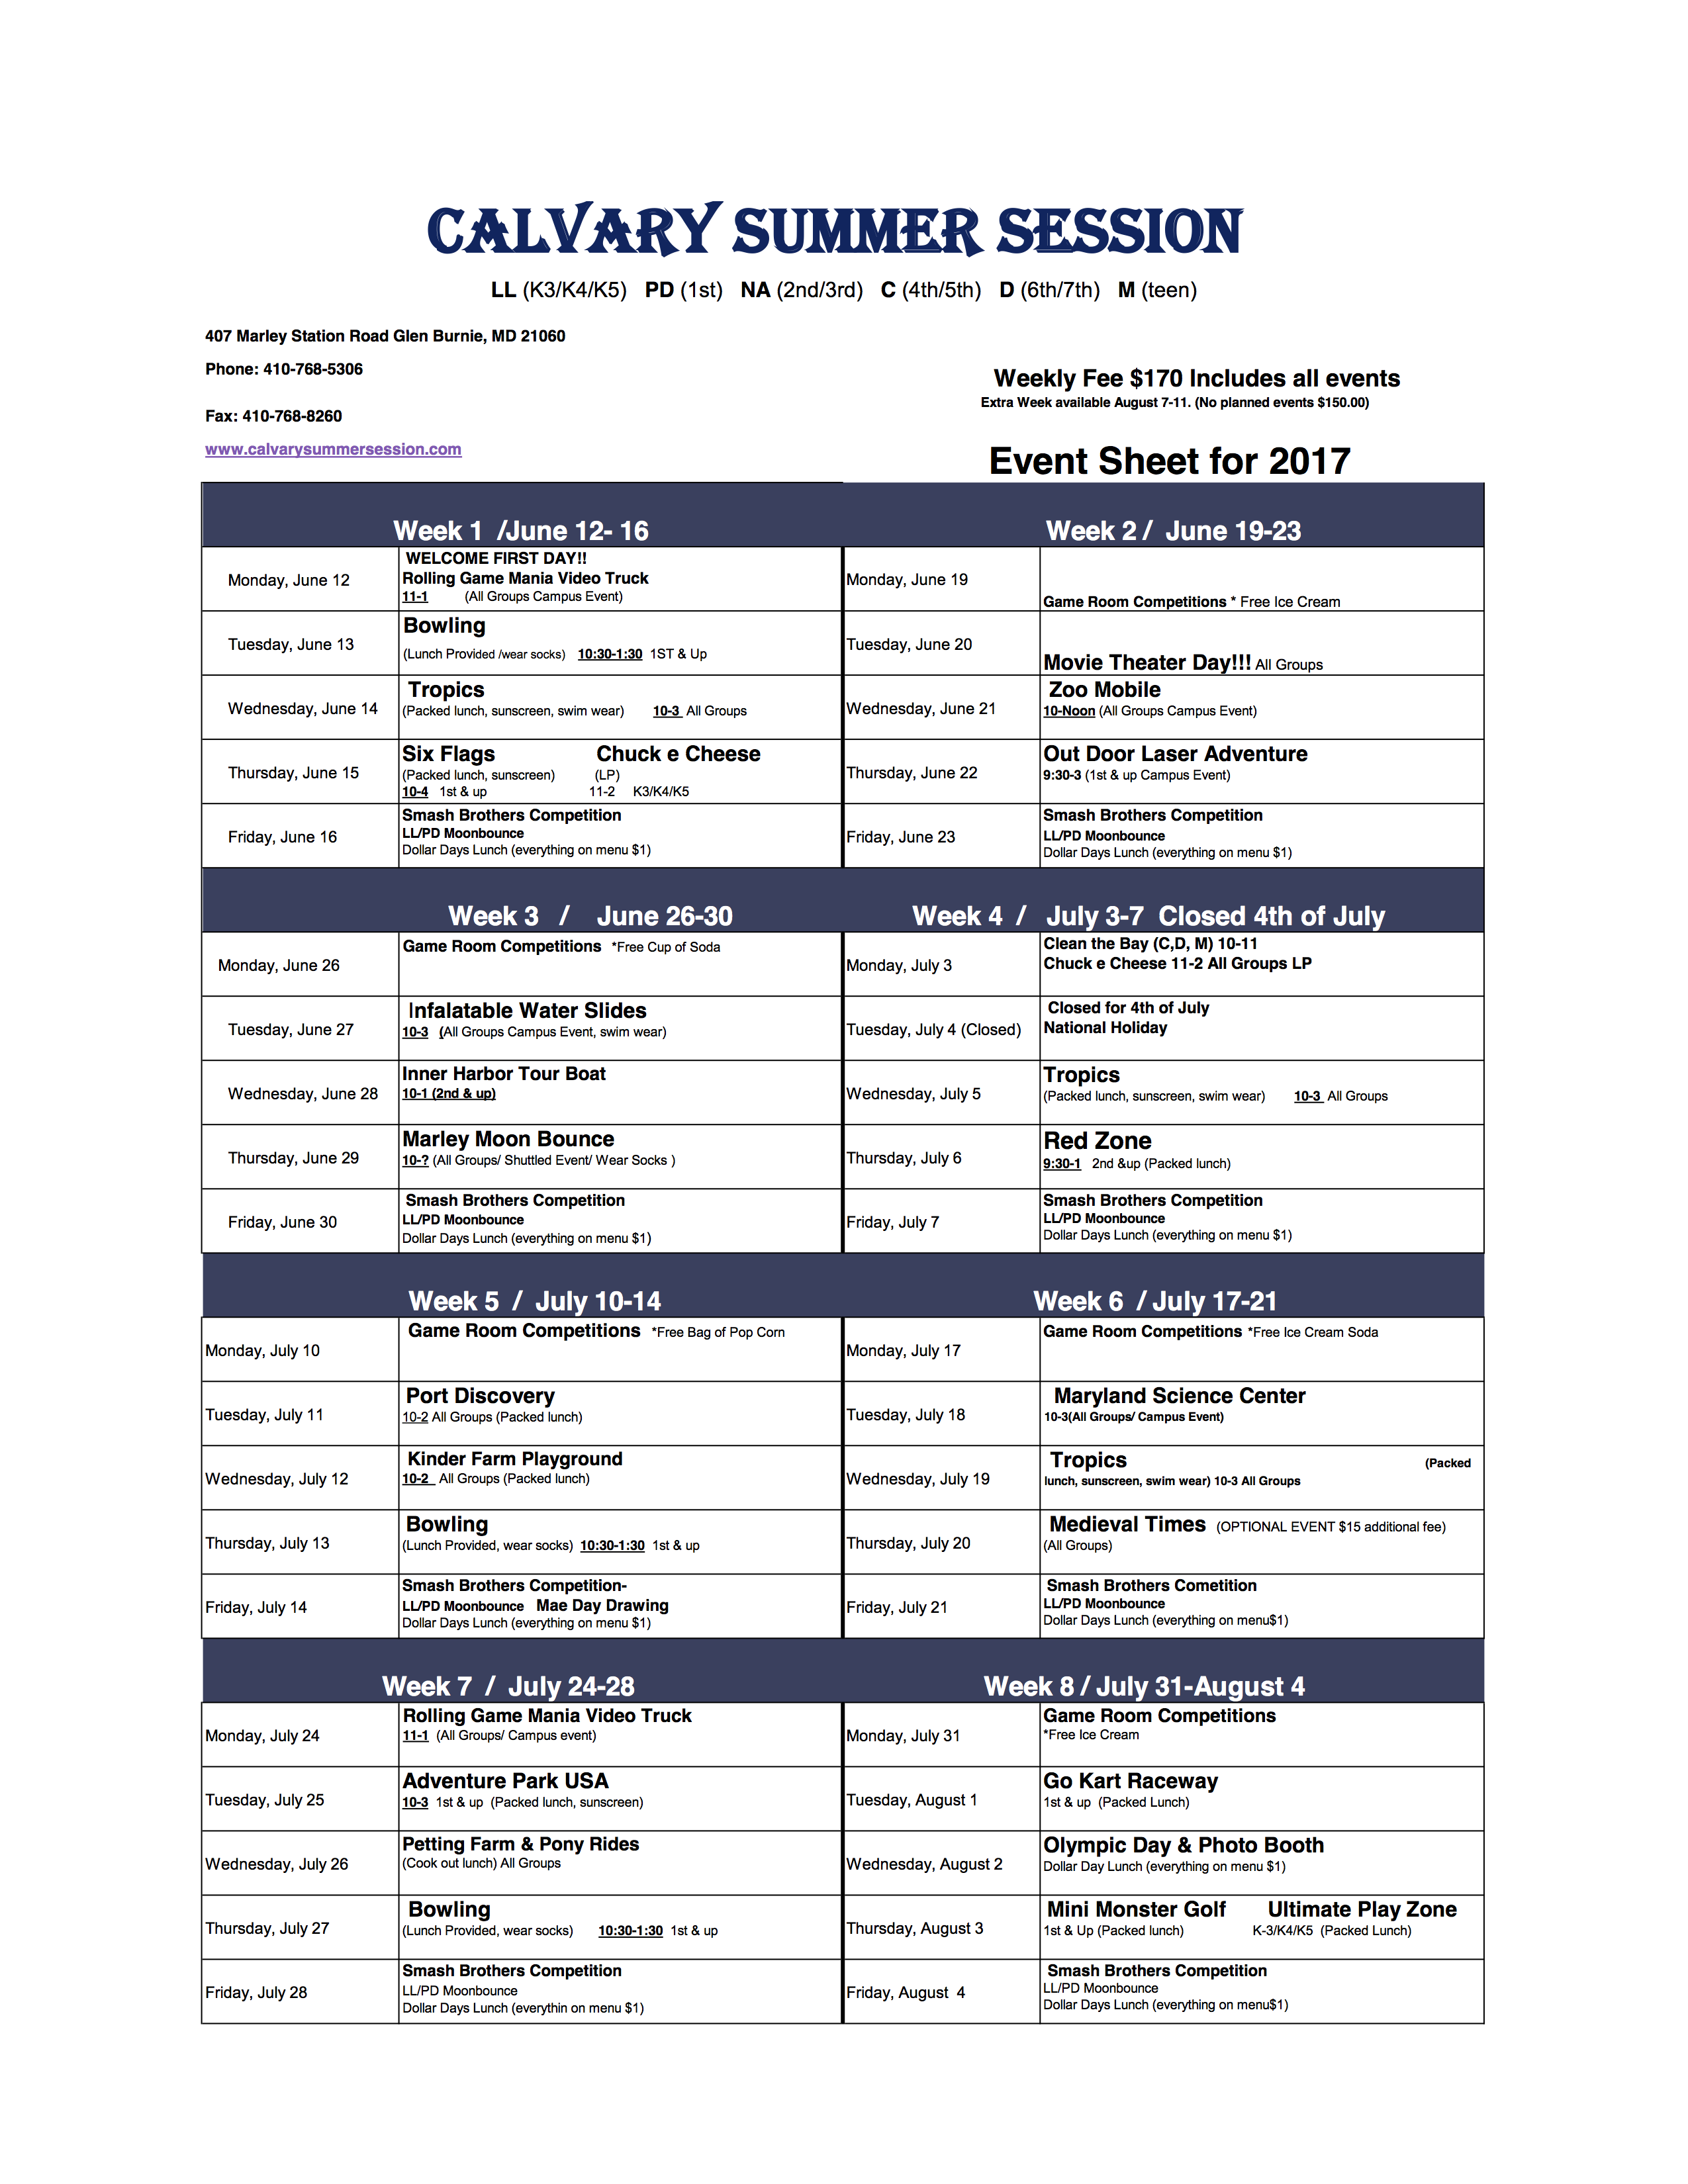 CALVARY SUMMER SESSION
LL (K3/K4/K5) PD (1st) NA (2nd/3rd) C (4th/5th) D (6th/7th) M (teen)
407 Marley Station Road Glen Burnie, MD 21060
Phone: 410-768-5306
Weekly Fee $170 Includes all events
Extra Week available August 7-11. (No planned events $150.00)
Fax: 410-768-8260
www.calvarysummersession.com
Event Sheet for 2017
Week 1 /June 12- 16
Week 2 / June 19-23
Monday, June 12
WELCOME FIRST DAY!!
Rolling Game Mania Video Truck
11-1 (All Groups Campus Event)
Monday, June 19
Game Room Competitions * Free Ice Cream
Tuesday, June 13
Bowling
(Lunch Provided /wear socks) 10:30-1:30 1ST & Up
Tuesday, June 20
Movie Theater Day!!! All Groups
Wednesday, June 14
Tropics
(Packed lunch, sunscreen, swim wear) 10-3 All Groups
Wednesday, June 21
Zoo Mobile
10-Noon (All Groups Campus Event)
Thursday, June 15
Six Flags Chuck e Cheese
(Packed lunch, sunscreen) (LP)
10-4 1st & up 11-2 K3/K4/K5
Thursday, June 22
Out Door Laser Adventure
9:30-3 (1st & up Campus Event)
Friday, June 16
Smash Brothers Competition
LL/PD Moonbounce
Dollar Days Lunch (everything on menu $1)
Friday, June 23
Smash Brothers Competition
LL/PD Moonbounce
Dollar Days Lunch (everything on menu $1)
Week 3 / June 26-30
Week 4 / July 3-7 Closed 4th of July
Monday, June 26
Game Room Competitions *Free Cup of Soda
Monday, July 3
Clean the Bay (C,D, M) 10-11
Chuck e Cheese 11-2 All Groups LP
Tuesday, June 27
Infalatable Water Slides
10-3 (All Groups Campus Event, swim wear)
Tuesday, July 4 (Closed)
Closed for 4th of July
National Holiday
Wednesday, June 28
Inner Harbor Tour Boat
10-1 (2nd & up)
Wednesday, July 5
Tropics
(Packed lunch, sunscreen, swim wear) 10-3 All Groups
Thursday, June 29
Marley Moon Bounce
10-? (All Groups/ Shuttled Event/ Wear Socks )
Thursday, July 6
Red Zone
9:30-1 2nd &up (Packed lunch)
Friday, June 30
Smash Brothers Competition
LL/PD Moonbounce
Dollar Days Lunch (everything on menu $1)
Friday, July 7
Smash Brothers Competition
LL/PD Moonbounce
Dollar Days Lunch (everything on menu $1)
Week 5 / July 10-14
Week 6 / July 17-21
Monday, July 10
Game Room Competitions *Free Bag of Pop Corn
Monday, July 17
Game Room Competitions *Free Ice Cream Soda
Tuesday, July 11
Port Discovery
10-2 All Groups (Packed lunch)
Tuesday, July 18
Maryland Science Center
10-3(All Groups/ Campus Event)
Wednesday, July 12
Kinder Farm Playground
10-2 All Groups (Packed lunch)
Wednesday, July 19
Tropics (Packed
lunch, sunscreen, swim wear) 10-3 All Groups
Thursday, July 13
Bowling
(Lunch Provided, wear socks) 10:30-1:30 1st & up
Thursday, July 20
Medieval Times (OPTIONAL EVENT $15 additional fee)
(All Groups)
Friday, July 14
Smash Brothers Competition-
LL/PD Moonbounce Mae Day Drawing
Dollar Days Lunch (everything on menu $1)
Friday, July 21
Smash Brothers Cometition
LL/PD Moonbounce
Dollar Days Lunch (everything on menu$1)
Week 7 / July 24-28
Week 8 / July 31-August 4
Monday, July 24
Rolling Game Mania Video Truck
11-1 (All Groups/ Campus event)
Monday, July 31
Game Room Competitions
*Free Ice Cream
Tuesday, July 25
Adventure Park USA
10-3 1st & up (Packed lunch, sunscreen)
Tuesday, August 1
Go Kart Raceway
1st & up (Packed Lunch)
Wednesday, July 26
Petting Farm & Pony Rides
(Cook out lunch) All Groups
Wednesday, August 2
Olympic Day & Photo Booth
Dollar Day Lunch (everything on menu $1)
Thursday, July 27
Bowling
(Lunch Provided, wear socks) 10:30-1:30 1st & up
Thursday, August 3
Mini Monster Golf Ultimate Play Zone
1st & Up (Packed lunch) K-3/K4/K5 (Packed Lunch)
Friday, July 28
Smash Brothers Competition
LL/PD Moonbounce
Dollar Days Lunch (everythin on menu $1)
Friday, August 4
Smash Brothers Competition
LL/PD Moonbounce
Dollar Days Lunch (everything on menu$1)